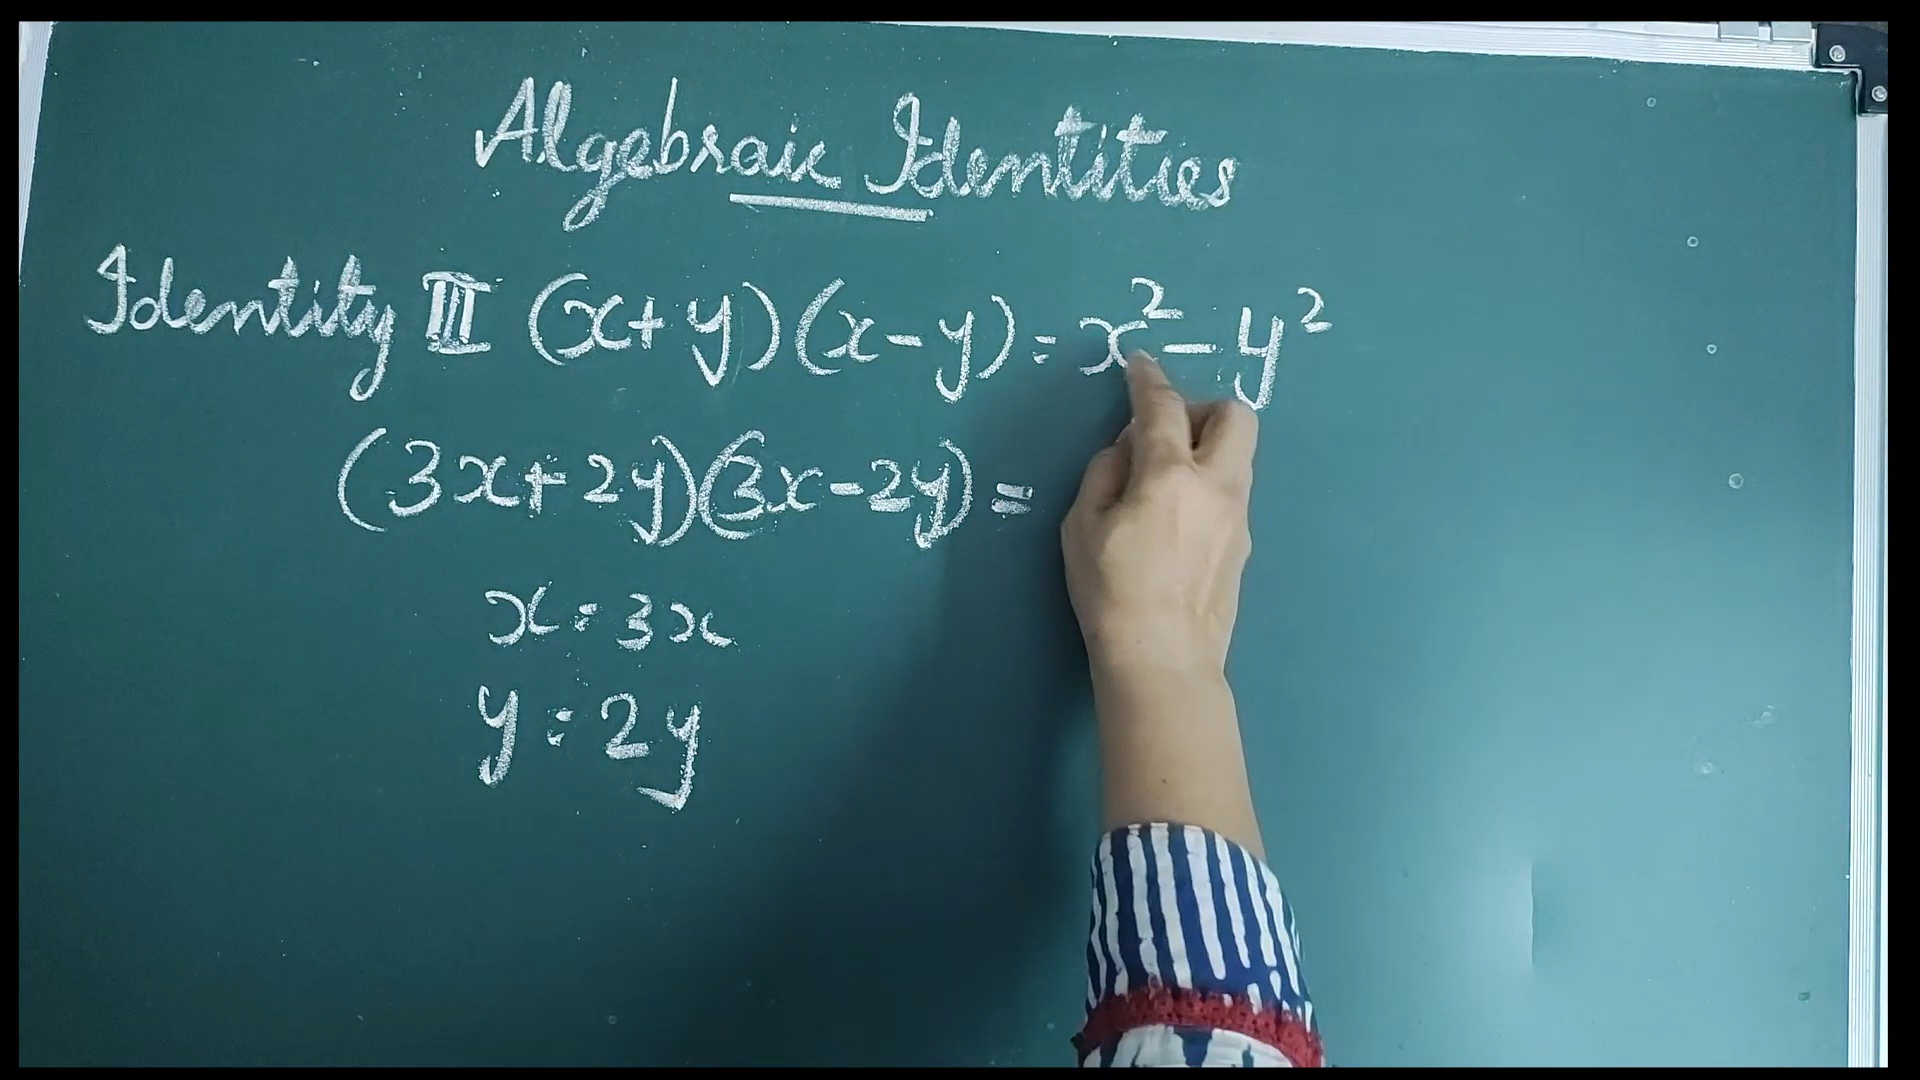 Algebraic Identities
Identity III (x+y)(x-y) = x² - y²
(3x+2y)(3x-2y) =
x = 3x
y = 2y